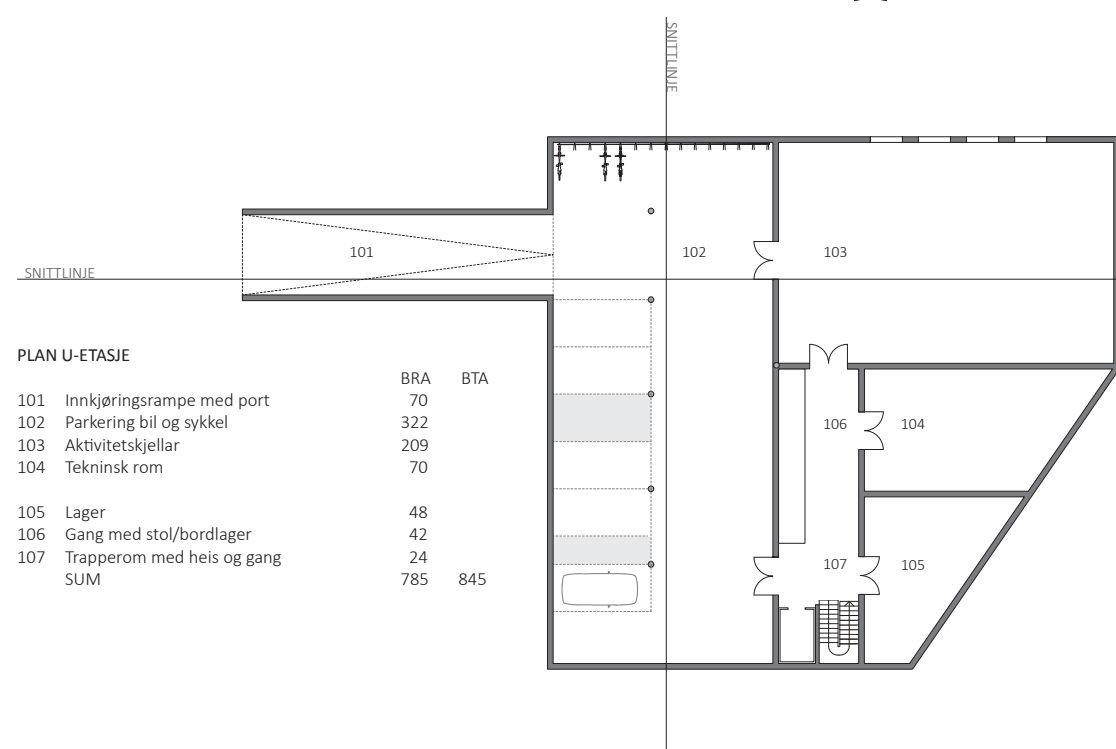 SNITTLINJE
101
102
103
SNITTLINJE
PLAN U-ETASJE
BRA BTA
101 Innkjøringsrampe med port 70
102 Parkering bil og sykkel 322
103 Aktivitetskjellar 209
104 Tekninsk rom 70
105 Lager 48
106 Gang med stol/bordlager 42
107 Trapperom med heis og gang 24
SUM 785 845
106
104
107
105